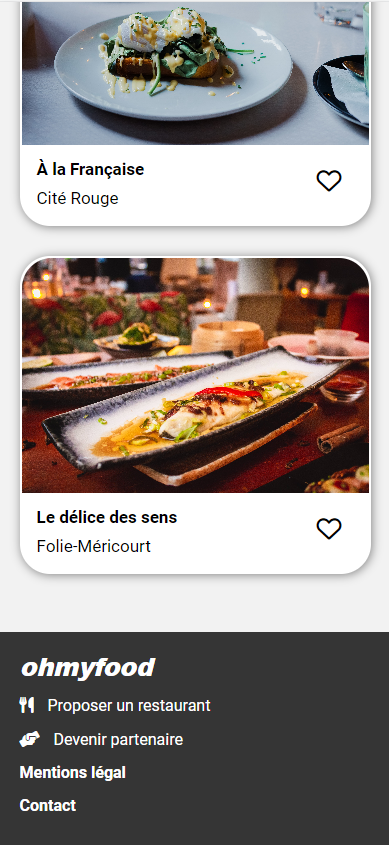 À la Française
Cité Rouge
Le délice des sens
Folie-Méricourt
ohmyfood
Proposer un restaurant
Devenir partenaire
Mentions légal
Contact